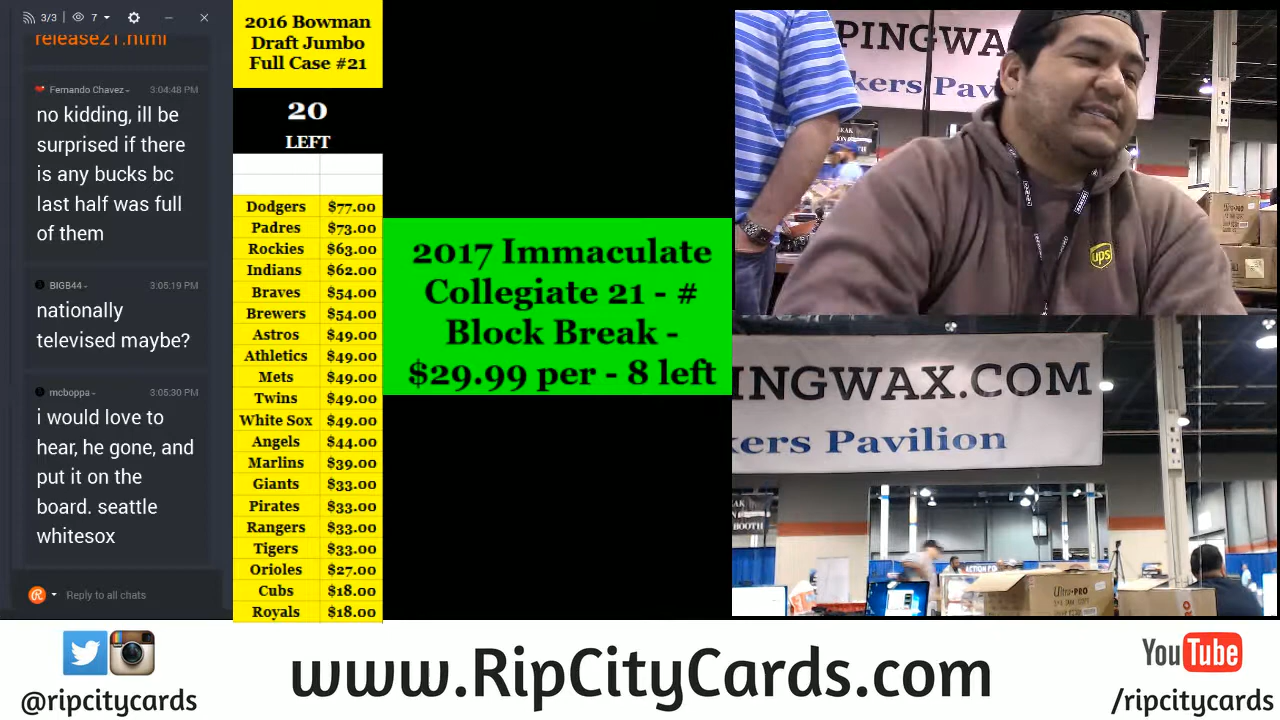 3/3
7
release21.html
Fernando Chavez
3:04:48 PM
no kidding, ill be
surprised if there
is any bucks bc
last half was full
of them
BIGB44
3:05:19 PM
nationally
televised maybe?
mcboppa
3:05:30 PM
i would love to
hear, he gone, and
put it on the
board. seattle
whitesox
Reply to all chats
2016 Bowman
Draft Jumbo
Full Case #21
20
LEFT
Dodgers $77.00
Padres $73.00
Rockies $63.00
Indians $62.00
Braves $54.00
Brewers $54.00
Astros $49.00
Athletics $49.00
Mets $49.00
Twins $49.00
White Sox $49.00
Angels $44.00
Marlins $39.00
Giants $33.00
Pirates $33.00
Rangers $33.00
Tigers $33.00
Orioles $27.00
Cubs $18.00
Royals $18.00
2017 Immaculate
Collegiate 21 - #
Block Break -
$29.99 per - 8 left
PINGWA
kers Pav
ups
INGWAX.COM
kers Pavilion
BOOTH
ACTION
Ultra·PRO
@ripcitycards
www.RipCityCards.com
YouTube
/ripcitycards